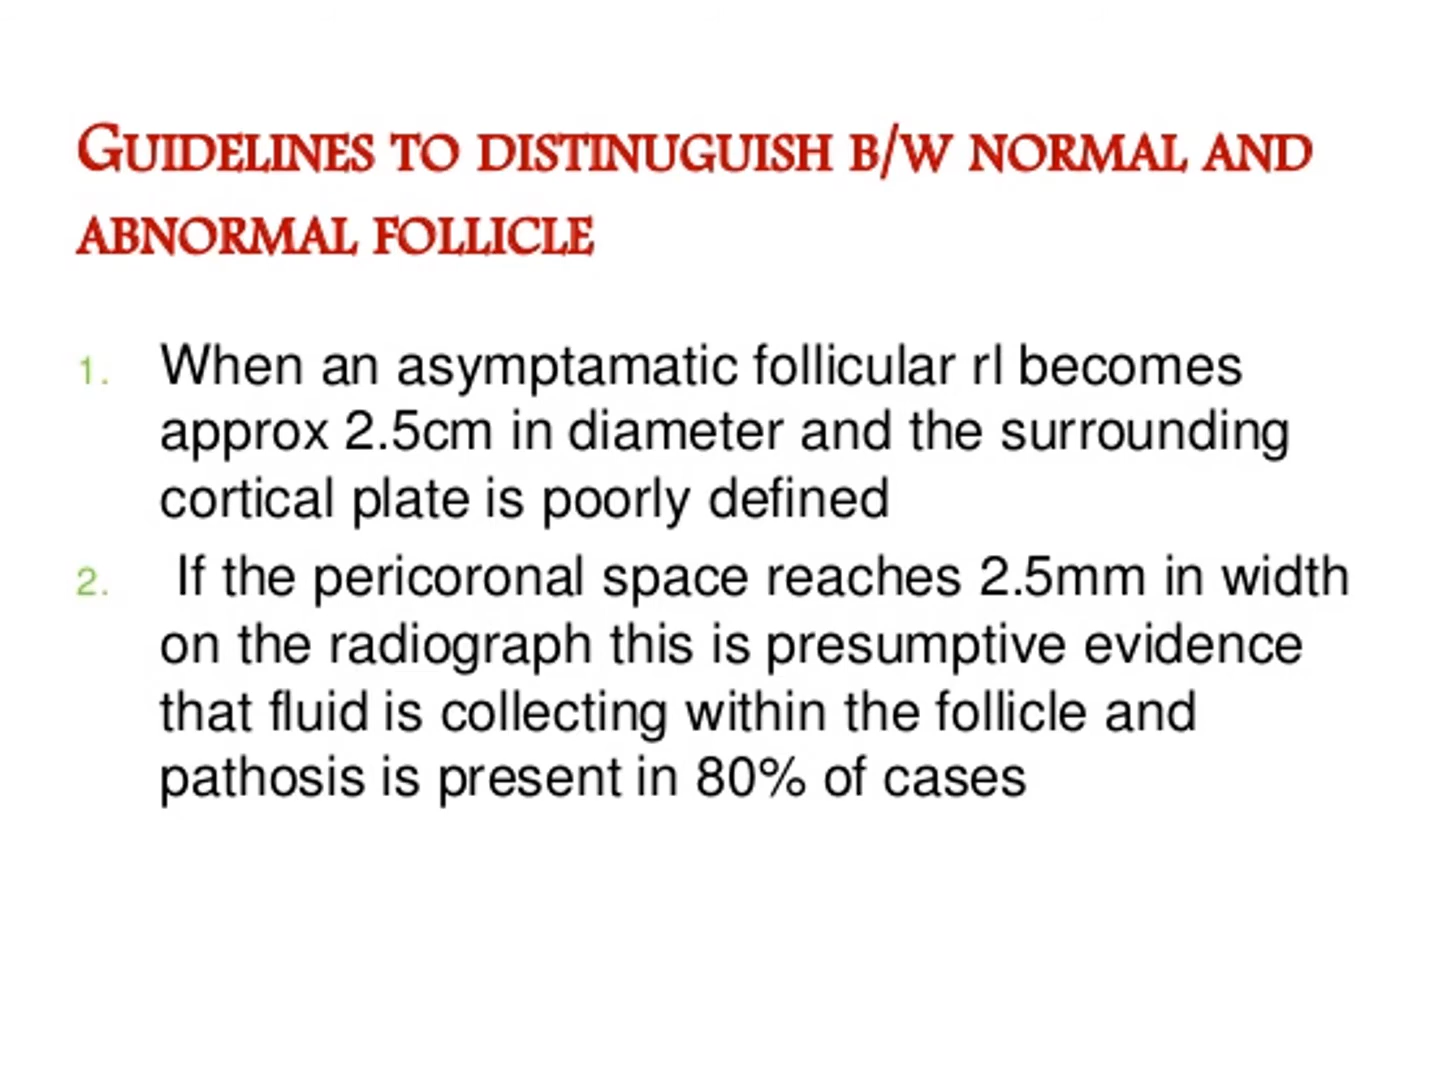 GUIDELINES TO DISTINUGUISH B/W NORMAL AND
ABNORMAL FOLLICLE
1. When an asymptamatic follicular rl becomes
approx 2.5cm in diameter and the surrounding
cortical plate is poorly defined
2. If the pericoronal space reaches 2.5mm in width
on the radiograph this is presumptive evidence
that fluid is collecting within the follicle and
pathosis is present in 80% of cases